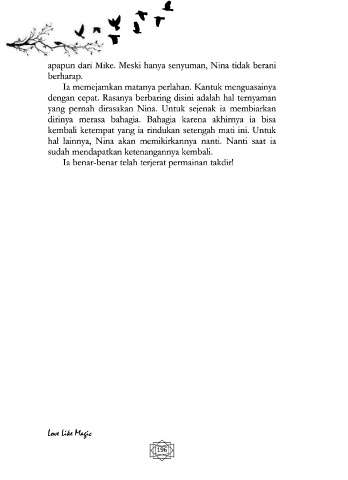 apapun dari Mike. Meski hanya senyuman, Nina tidak berani
berharap.
Ia memejamkan matanya perlahan. Kantuk menguasainya
dengan cepat. Rasanya berbaring disini adalah hal ternyaman
yang pernah dirasakan Nina. Untuk sejenak ia membiarkan
dirinya merasa bahagia. Bahagia karena akhirnya ia bisa
kembali ketempat yang ia rindukan setengah mati ini. Untuk
hal lainnya, Nina akan memikirkannya nanti. Nanti saat ia
sudah mendapatkan ketenangannya kembali.
Ia benar-benar telah terjerat permainan takdir!
Love Like Magic
196